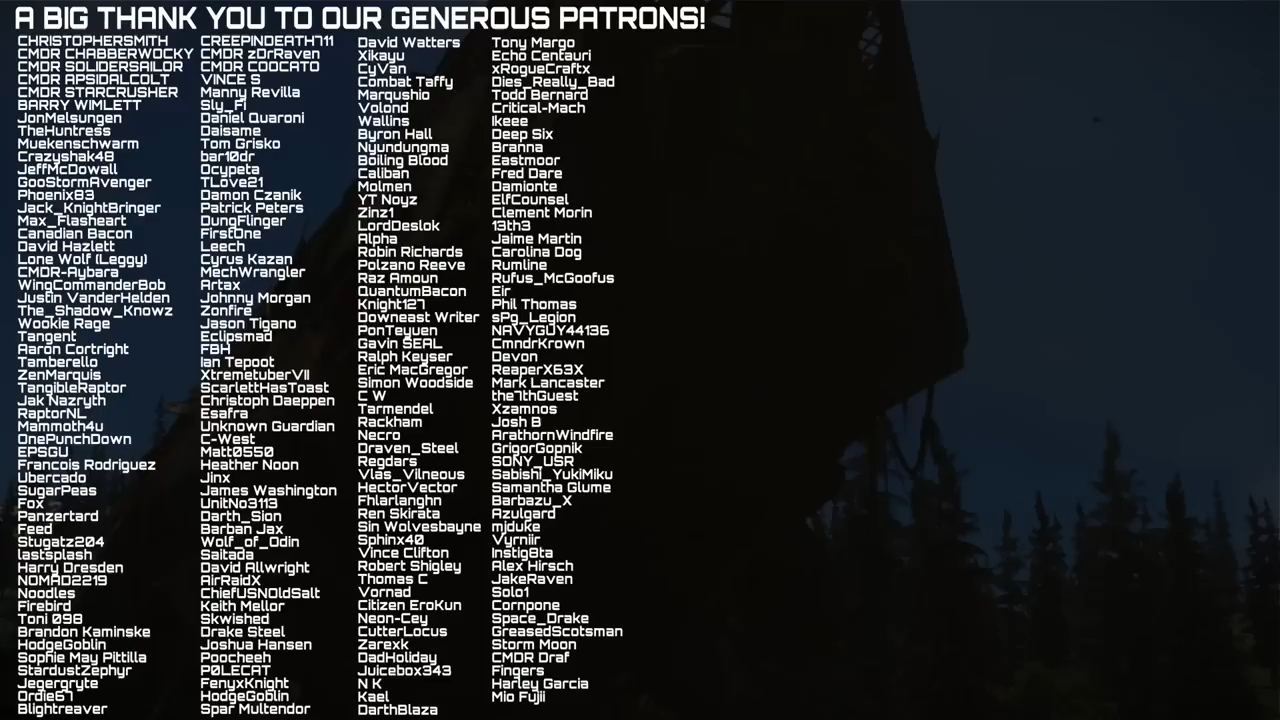 A BIG THANK YOU TO OUR GENEROUS PATRONS!
CHRISTOPHERSMITH
CMDR CHABBERWOCKY
CMDR SOLIDERSAILOR
CMDR APSIDALCOLT
CMDR STARCRUSHER
BARRY WIMLETT
JonMelsungen
TheHuntress
Muekenschwarm
Crazyshak48
JeffMcDowall
GooStormAvenger
Phoenix83
Jack_KnightBringer
Max_Flasheart
Canadian Bacon
David Hazlett
Lone Wolf (Leggy)
CMDR-Aybara
WingCommanderBob
Justin VanderHelden
The_Shadow_Knowz
Wookie Rage
Tangent
Aaron Cortright
Tamberello
ZenMarquis
TangibleRaptor
Jak Nazryth
RaptorNL
Mammoth4u
OnePunchDown
EPSGU
Francois Rodriguez
Ubercado
SugarPeas
Fox
Panzertard
Feed
Stugatz204
lastsplash
Harry Dresden
NOMAD2219
Noodles
Firebird
Toni 098
Brandon Kaminske
HodgeGoblin
Sophie May Pittilla
StardustZephyr
Jegergryte
Ordie67
Blightreaver
CREEPINDEATH711
CMDR zDrRaven
CMDR COOCATO
VINCE S
Manny Revilla
Sly_Fi
Daniel Quaroni
Daisame
Tom Grisko
bar10dr
Ocypeta
TLove21
Damon Czanik
Patrick Peters
DungFlinger
FirstOne
Leech
Cyrus Kazan
MechWrangler
Artax
Johnny Morgan
Zonfire
Jason Tigano
Eclipsmad
FBH
Ian Tepoot
XtremetuberVII
ScarlettHasToast
Christoph Daeppen
Esafra
Unknown Guardian
C-West
Matt0550
Heather Noon
Jinx
James Washington
UnitNo3113
Darth_Sion
Barban Jax
Wolf_of_Odin
Saitada
David Allwright
AirRaidX
ChiefUSNOldSalt
Keith Mellor
Skwished
Drake Steel
Joshua Hansen
Poocheeh
P0LECAT
FenyxKnight
HodgeGoblin
Spar Multendor
David Watters
Xikayu
CyVan
Combat Taffy
Marqushio
Volond
Wallins
Byron Hall
Nyundungma
Boiling Blood
Caliban
Molmen
YT Noyz
Zinz1
LordDeslok
Alpha
Robin Richards
Polzano Reeve
Raz Amoun
QuantumBacon
Knight127
Downeast Writer
PonTeyuen
Gavin SEAL
Ralph Keyser
Eric MacGregor
Simon Woodside
C W
Tarmendel
Rackham
Necro
Draven_Steel
Regdars
Vlas_Vilneous
HectorVector
Fhlarlanghn
Ren Skirata
Sin Wolvesbayne
Sphinx40
Vince Clifton
Robert Shigley
Thomas C
Vornad
Citizen EroKun
Neon-Cey
CutterLocus
Zarexk
DadHoliday
Juicebox343
N K
Kael
DarthBlaza
Tony Margo
Echo Centauri
xRogueCraftx
Dies_Really_Bad
Todd Bernard
Critical-Mach
Ikeee
Deep Six
Branna
Eastmoor
Fred Dare
Damionte
ElfCounsel
Clement Morin
13th3
Jaime Martin
Carolina Dog
Rumline
Rufus_McGoofus
Eir
Phil Thomas
sPg_Legion
NAVYGUY44136
CmndrKrown
Devon
ReaperX63X
Mark Lancaster
the7thGuest
Xzamnos
Josh B
ArathornWindfire
GrigorGopnik
SONY_USR
Sabishi_YukiMiku
Samantha Glume
Barbazu_X
Azulgard
mjduke
Vyrniir
Instig8ta
Alex Hirsch
JakeRaven
Solo1
Cornpone
Space_Drake
GreasedScotsman
Storm Moon
CMDR Draf
Fingers
Harley Garcia
Mio Fujii